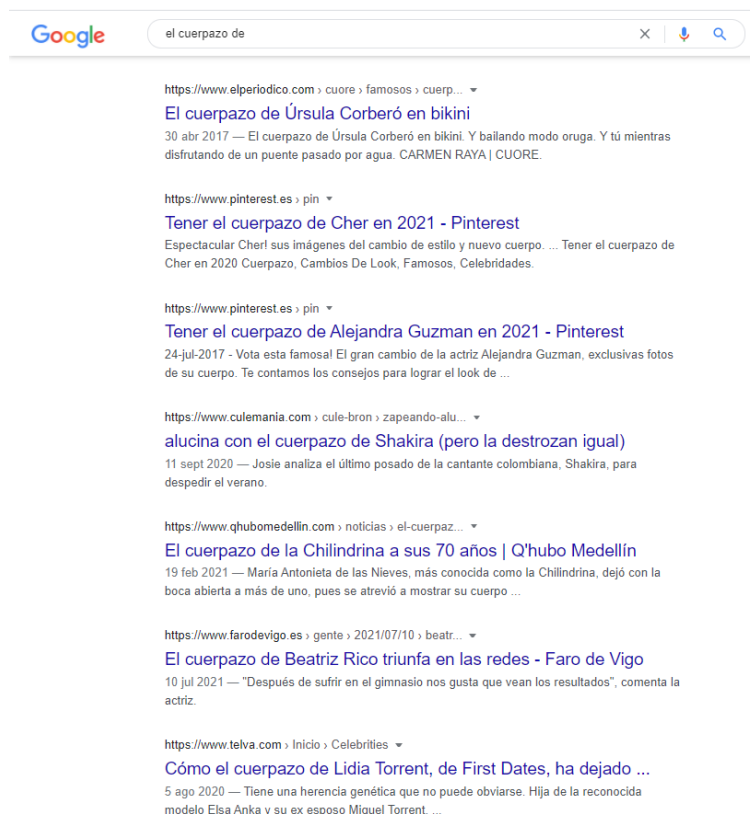 Google
el cuerpazo de
https://www.elperiodico.com › cuore › famosos › cuerp...
El cuerpazo de Úrsula Corberó en bikini
30 abr 2017 — El cuerpazo de Úrsula Corberó en bikini. Y bailando modo oruga. Y tú mientras
disfrutando de un puente pasado por agua. CARMEN RAYA | CUORE.
https://www.pinterest.es › pin
Tener el cuerpazo de Cher en 2021 - Pinterest
Espectacular Cher! sus imágenes del cambio de estilo y nuevo cuerpo. ... Tener el cuerpazo de
Cher en 2020 Cuerpazo, Cambios De Look, Famosos, Celebridades.
https://www.pinterest.es › pin
Tener el cuerpazo de Alejandra Guzman en 2021 - Pinterest
24-jul-2017 - Vota esta famosa! El gran cambio de la actriz Alejandra Guzman, exclusivas fotos
de su cuerpo. Te contamos los consejos para lograr el look de ...
https://www.culemania.com › cule-bron › zapeando-alu...
alucina con el cuerpazo de Shakira (pero la destrozan igual)
11 sept 2020 — Josie analiza el último posado de la cantante colombiana, Shakira, para
despedir el verano.
https://www.qhubomedellin.com › noticias › el-cuerpaz...
El cuerpazo de la Chilindrina a sus 70 años | Q'hubo Medellín
19 feb 2021 — María Antonieta de las Nieves, más conocida como la Chilindrina, dejó con la
boca abierta a más de uno, pues se atrevió a mostrar su cuerpo ...
https://www.farodevigo.es › gente › 2021/07/10 › beatr...
El cuerpazo de Beatriz Rico triunfa en las redes - Faro de Vigo
10 jul 2021 — "Después de sufrir en el gimnasio nos gusta que vean los resultados", comenta la
actriz.
https://www.telva.com › Inicio › Celebrities
Cómo el cuerpazo de Lidia Torrent, de First Dates, ha dejado ...
5 ago 2020 — Tiene una herencia genética que no puede obviarse. Hija de la reconocida
modelo Elsa Anka y su ex esposo Miguel Torrent. ...